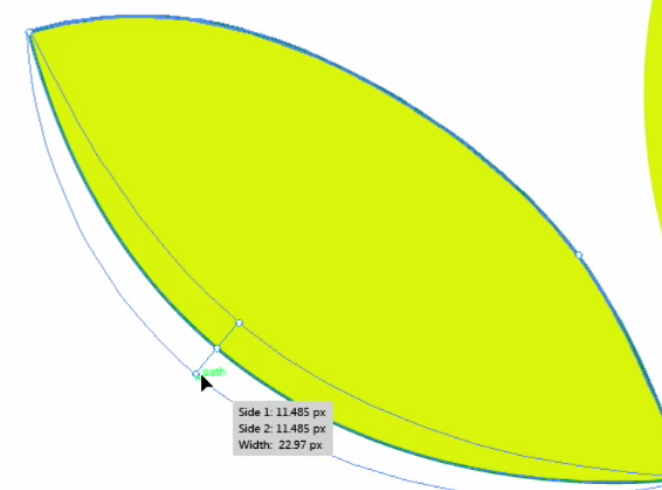 path
Side 1: 11.485 px
Side 2: 11.485 px
Width: 22.97 px